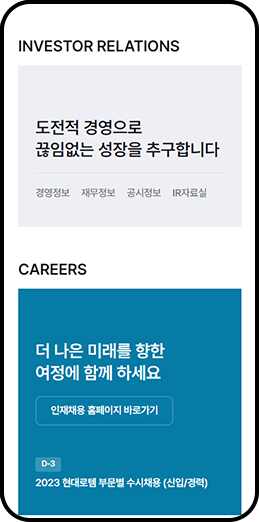 INVESTOR RELATIONS
도전적 경영으로
끊임없는 성장을 추구합니다
경영정보 재무정보 공시정보 IR자료실
CAREERS
더 나은 미래를 향한
여정에 함께 하세요
인재채용 홈페이지 바로가기
D-3
2023 현대로템 부문별 수시채용 (신입/경력)